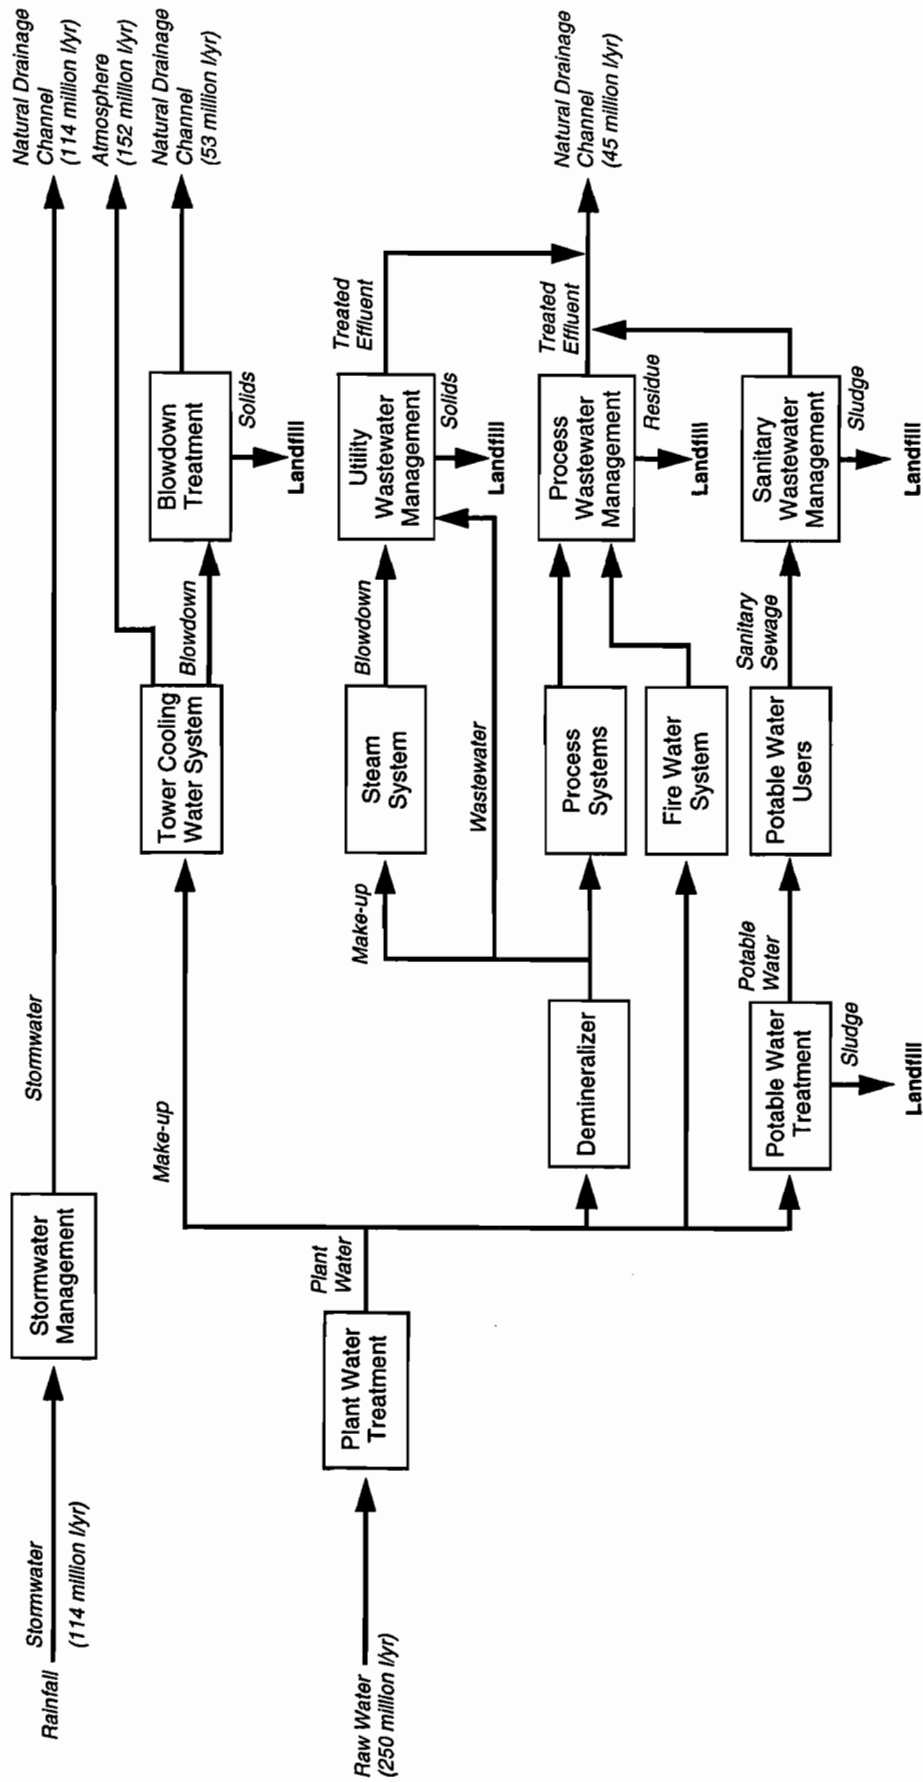 Rainfall
Stormwater
(114 million l/yr)
Stormwater
Management
Stormwater
Natural Drainage
Channel
(114 million l/yr)
Atmosphere
(152 million l/yr)
Natural Drainage
Channel
(53 million l/yr)
Make-up
Tower Cooling
Water System
Blowdown
Blowdown
Treatment
Solids
Landfill
Raw Water
(250 million l/yr)
Plant Water
Treatment
Plant
Water
Make-up
Steam
System
Blowdown
Utility
Wastewater
Management
Treated
Effluent
Solids
Landfill
Wastewater
Demineralizer
Process
Systems
Process
Wastewater
Management
Treated
Effluent
Natural Drainage
Channel
(45 million l/yr)
Residue
Landfill
Fire Water
System
Potable Water
Treatment
Sludge
Landfill
Potable
Water
Potable Water
Users
Sanitary
Sewage
Sanitary
Wastewater
Management
Sludge
Landfill